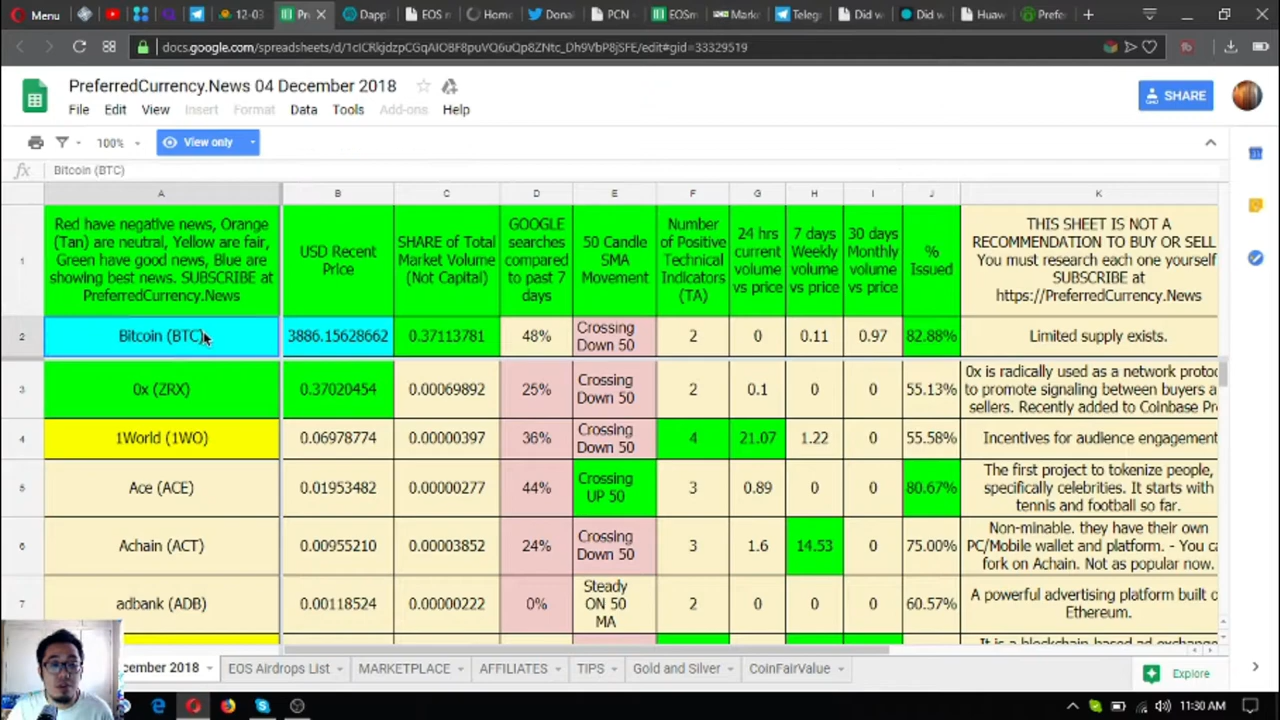 Menu
12-03
Pr
Dapp
EOS n
Home
Donal
PCN -
EOSm
Mark
Telegr
Did w
Did w
Huaw
Prefer
docs.google.com/spreadsheets/d/1cICRkjdzpCGqAIO8F8puVQ6uQp8ZNtc_Dh9VbP8jSFE/edit#gid=33329519
PreferredCurrency.News 04 December 2018
SHARE
File Edit View Insert Format Data Tools Add-ons Help
100% View only
fx Bitcoin (BTC)
A B C D E F G H I J K
1
Red have negative news, Orange
(Tan) are neutral, Yellow are fair,
Green have good news, Blue are
showing best news. SUBSCRIBE at
PreferredCurrency.News
USD Recent
Price
SHARE of Total
Market Volume
(Not Capital)
GOOGLE
searches
compared
to past 7
days
50 Candle
SMA
Movement
Number
of Positive
Technical
Indicators
(TA)
24 hrs
current
volume
vs price
7 days
Weekly
volume
vs price
30 days
Monthly
volume
vs price
%
Issued
THIS SHEET IS NOT A
RECOMMENDATION TO BUY OR SELL
You must research each one yourself
SUBSCRIBE at
https://PreferredCurrency.News
2
Bitcoin (BTC)
3886.15628662
0.37113781
48%
Crossing
Down 50
2
0
0.11
0.97
82.88%
Limited supply exists.
3
0x (ZRX)
0.37020454
0.00069892
25%
Crossing
Down 50
2
0.1
0
0
55.13%
0x is radically used as a network protoc
to promote signaling between buyers a
sellers. Recently added to Coinbase Pr
4
1World (1WO)
0.06978774
0.00000397
36%
Crossing
Down 50
4
21.07
1.22
0
55.58%
Incentives for audience engagement
5
Ace (ACE)
0.01953482
0.00000277
44%
Crossing
UP 50
3
0.89
0
0
80.67%
The first project to tokenize people,
specifically celebrities. It starts with
tennis and football so far.
6
Achain (ACT)
0.00955210
0.00003852
24%
Crossing
Down 50
3
1.6
14.53
0
75.00%
Non-minable. they have their own
PC/Mobile wallet and platform. - You ca
fork on Achain. Not as popular now.
7
adbank (ADB)
0.00118524
0.00000222
0%
Steady
ON 50
MA
2
0
0
0
60.57%
A powerful advertising platform built o
Ethereum.
It is a blockchain based ad exchange
ecember 2018
EOS Airdrops List
MARKETPLACE
AFFILIATES
TIPS
Gold and Silver
CoinFairValue
Explore
11:30 AM